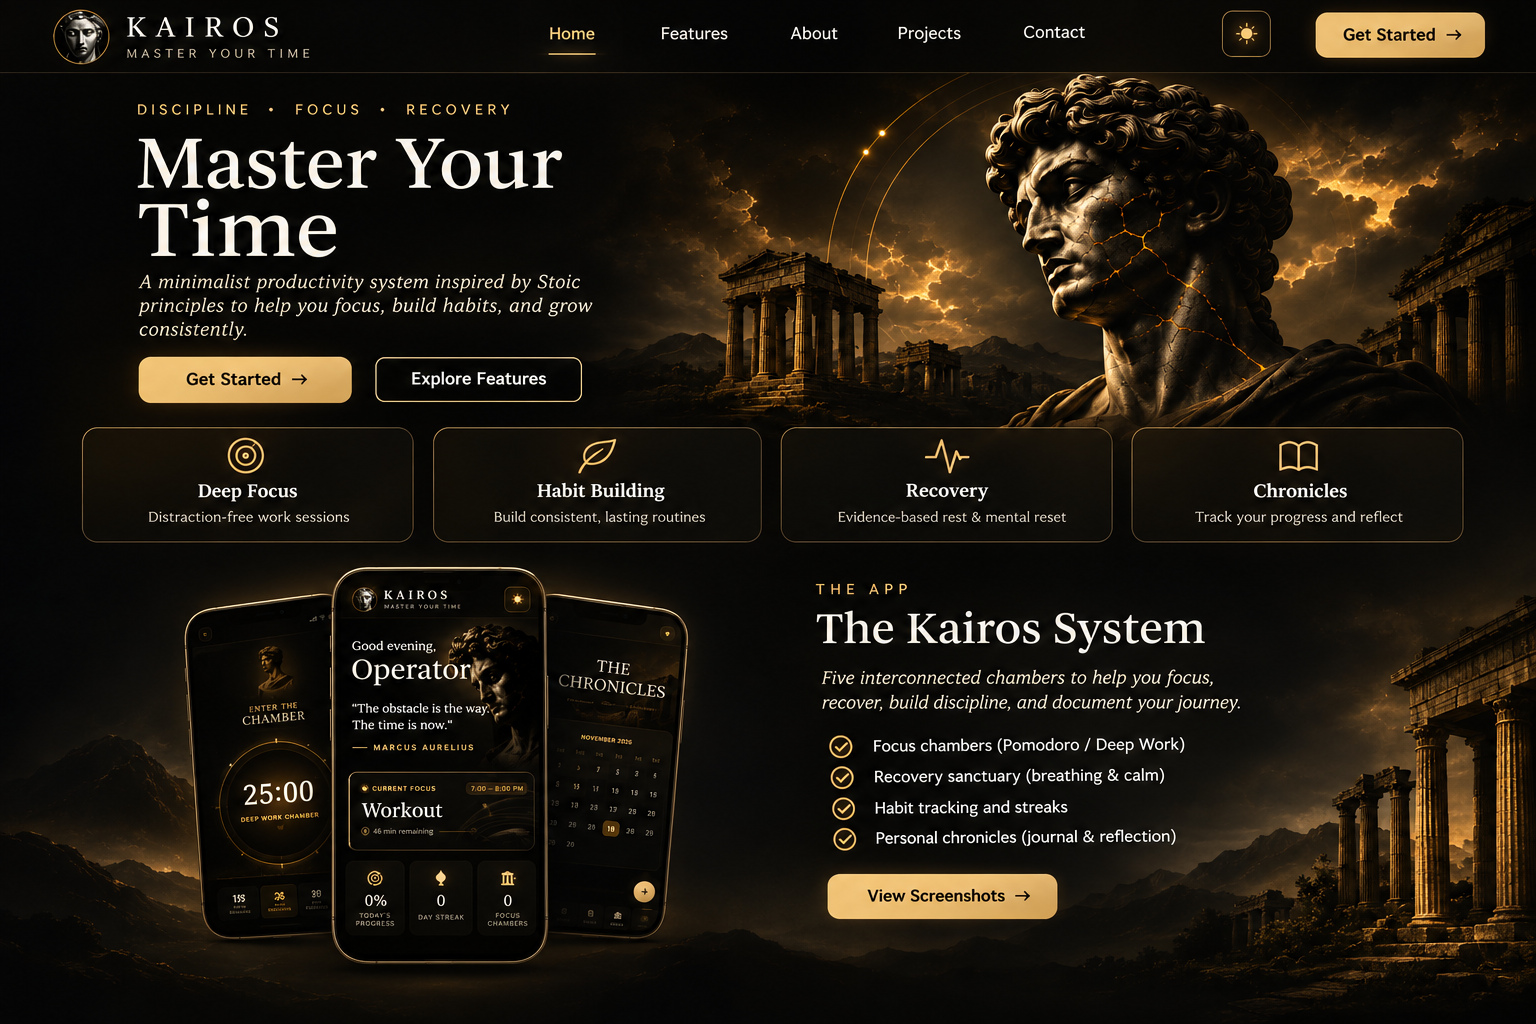 KAIROS
MASTER YOUR TIME
Home
Features
About
Projects
Contact
Get Started →
DISCIPLINE • FOCUS • RECOVERY
Master Your
Time
A minimalist productivity system inspired by Stoic
principles to help you focus, build habits, and grow
consistently.
Get Started →
Explore Features
Deep Focus
Distraction-free work sessions
Habit Building
Build consistent, lasting routines
Recovery
Evidence-based rest & mental reset
Chronicles
Track your progress and reflect
ENTER THE
CHAMBER
25:00
DEEP WORK CHAMBER
KAIROS
MASTER YOUR TIME
Good evening,
Operator
"The obstacle is the way.
The time is now."
— MARCUS AURELIUS
CURRENT FOCUS
7:00 – 8:00 PM
Workout
46 min remaining
0%
TODAY'S
PROGRESS
0
DAY STREAK
0
FOCUS
CHAMBERS
THE
CHRONICLES
NOVEMBER
THE APP
The Kairos System
Five interconnected chambers to help you focus,
recover, build discipline, and document your journey.
Focus chambers (Pomodoro / Deep Work)
Recovery sanctuary (breathing & calm)
Habit tracking and streaks
Personal chronicles (journal & reflection)
View Screenshots →